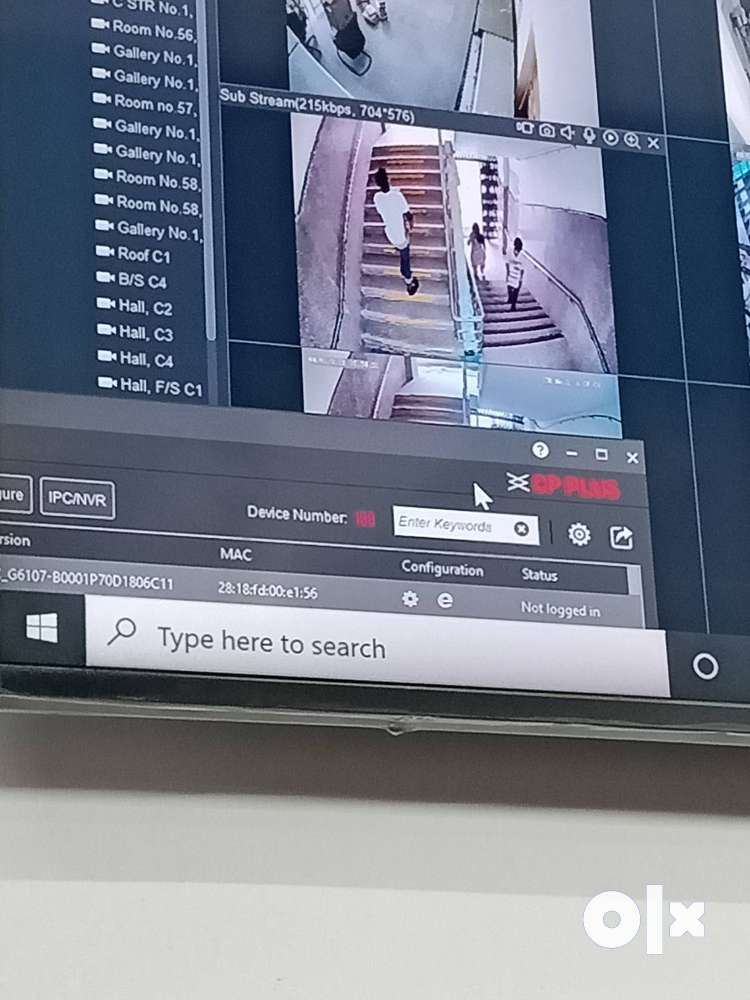 C STR No.1,
Room No.56,
Gallery No.1,
Gallery No.1,
Room no.57,
Gallery No.1,
Gallery No.1,
Room No.58,
Room No.58,
Gallery No.1,
Roof C1
B/S C4
Hall, C2
Hall, C3
Hall, C4
Hall, F/S C1
Sub Stream(215kbps, 704*576)
CP PLUS
ure
IPC/NVR
Device Number:
Enter Keywords
rsion
MAC
Configuration
Status
_G6107-B0001P70D1806C11
28:18:fd:00:e1:56
Not logged in
Type here to search
olx